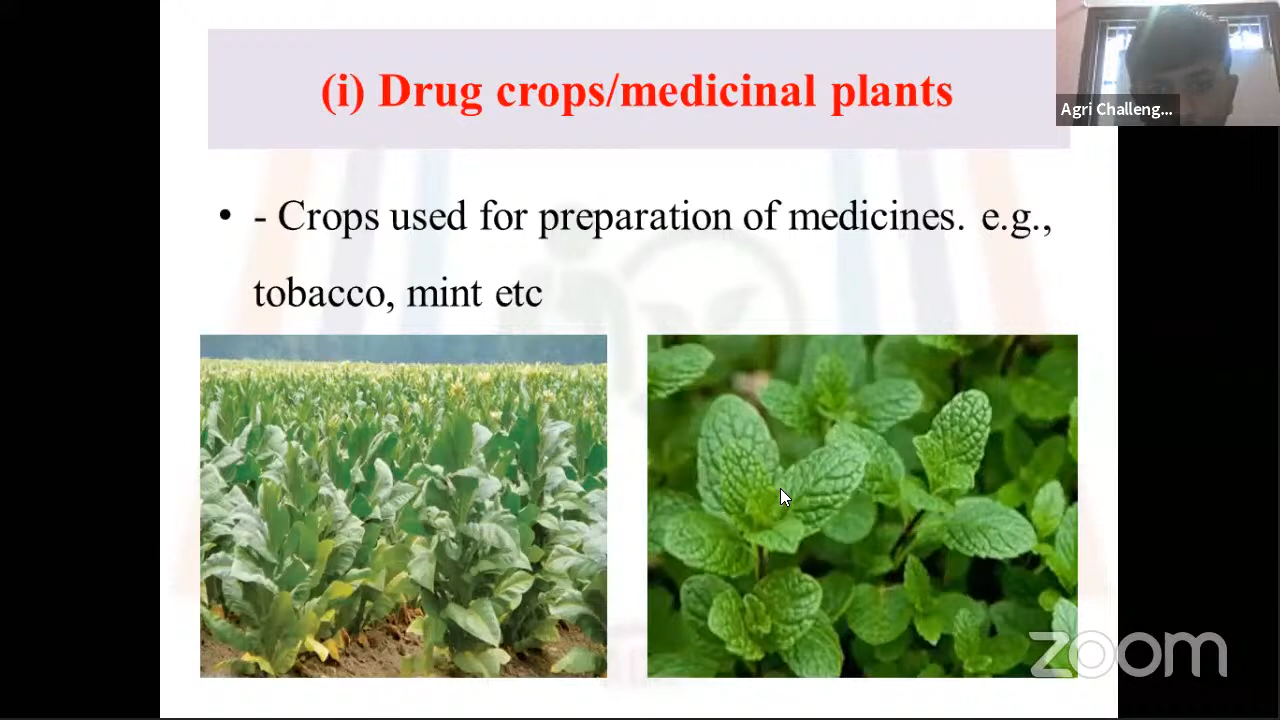 (i) Drug crops/medicinal plants
Agri Challeng...
• - Crops used for preparation of medicines. e.g.,
tobacco, mint etc
zoom